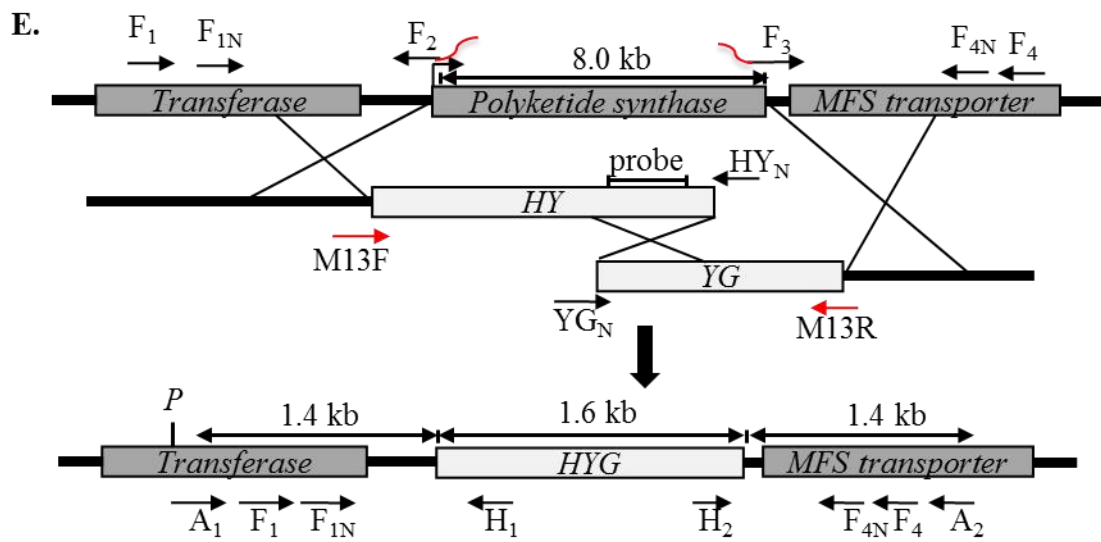 E.
F1 F1N F2 F3 F4N F4
8.0 kb
Transferase Polyketide synthase MFS transporter
probe
HYN
HY
M13F
YG
YGN M13R
P 1.4 kb 1.6 kb 1.4 kb
Transferase HYG MFS transporter
A1 F1 F1N H1 H2 F4N F4 A2